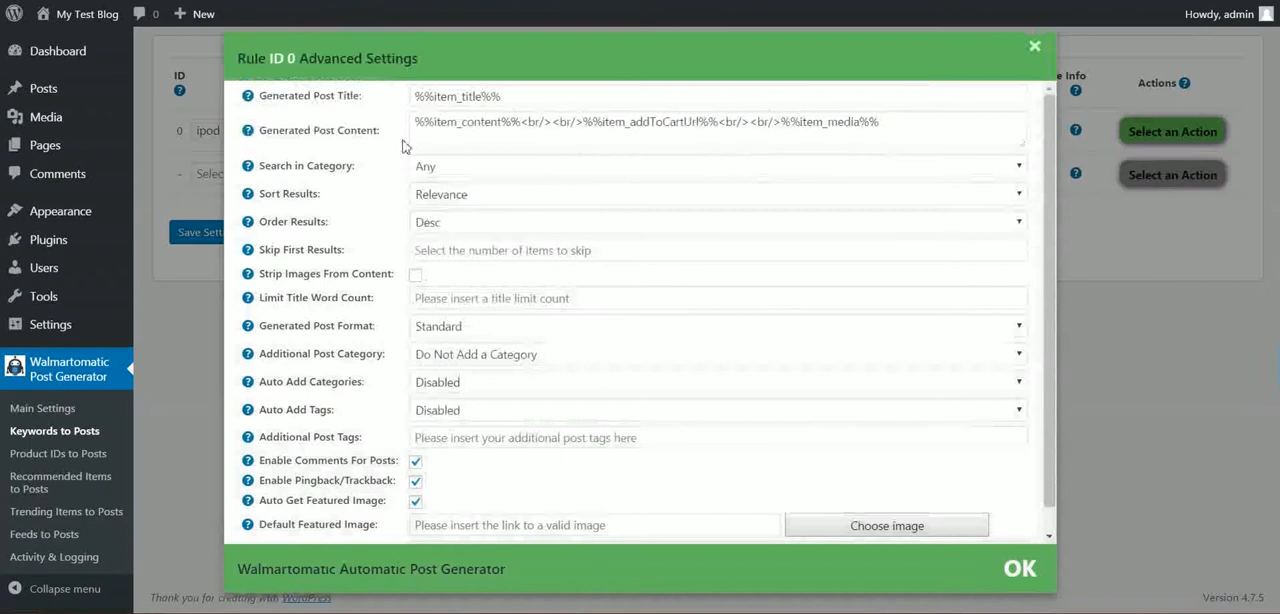 My Test Blog
0
New
Howdy, admin
Dashboard
Posts
Media
Pages
Comments
Appearance
Plugins
Users
Tools
Settings
Walmartomatic
Post Generator
Main Settings
Keywords to Posts
Product IDs to Posts
Recommended Items
to Posts
Trending Items to Posts
Feeds to Posts
Activity & Logging
Collapse menu
ID
0
ipod
-
Selec
Save Sett
Rule ID 0 Advanced Settings
Generated Post Title:
%%item_title%%
Generated Post Content:
%%item_content%%<br/><br/>%%item_addToCartUrl%%<br/><br/>%%item_media%%
Search in Category:
Any
Sort Results:
Relevance
Order Results:
Desc
Skip First Results:
Select the number of items to skip
Strip Images From Content:
Limit Title Word Count:
Please insert a title limit count
Generated Post Format:
Standard
Additional Post Category:
Do Not Add a Category
Auto Add Categories:
Disabled
Auto Add Tags:
Disabled
Additional Post Tags:
Please insert your additional post tags here
Enable Comments For Posts:
Enable Pingback/Trackback:
Auto Get Featured Image:
Default Featured Image:
Please insert the link to a valid image
Choose image
Walmartomatic Automatic Post Generator
OK
e Info
Actions
Select an Action
Select an Action
Thank you for creating with WordPress
Version 4.7.5